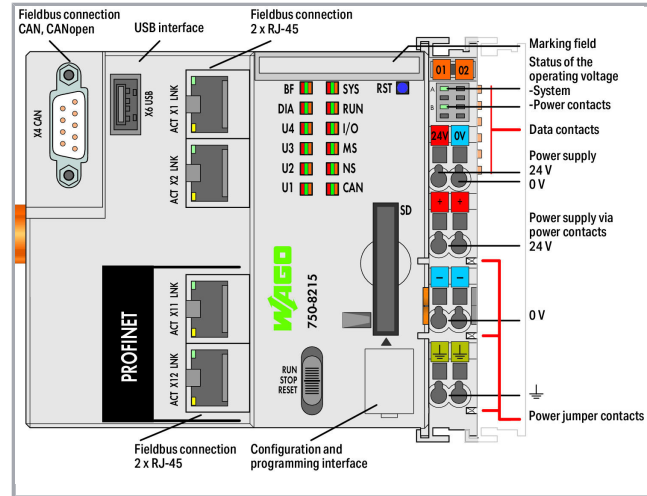 Fieldbus connection
CAN, CANopen
USB interface
Fieldbus connection
2 x RJ-45
Marking field
Status of the
operating voltage
-System
-Power contacts
Data contacts
Power supply
24 V
0 V
Power supply via
power contacts
24 V
0 V
Power jumper contacts
X4 CAN
X6 USB
ACT X1 LNK
ACT X2 LNK
BF SYS RST
DIA RUN
U4 I/O
U3 MS
U2 NS
U1 CAN
01 02
A
B
24V 0V
+ +
- -
SD
WAGO
750-8215
PROFINET
ACT X11 LNK
ACT X12 LNK
RUN
STOP
RESET
Fieldbus connection
2 x RJ-45
Configuration and
programming interface